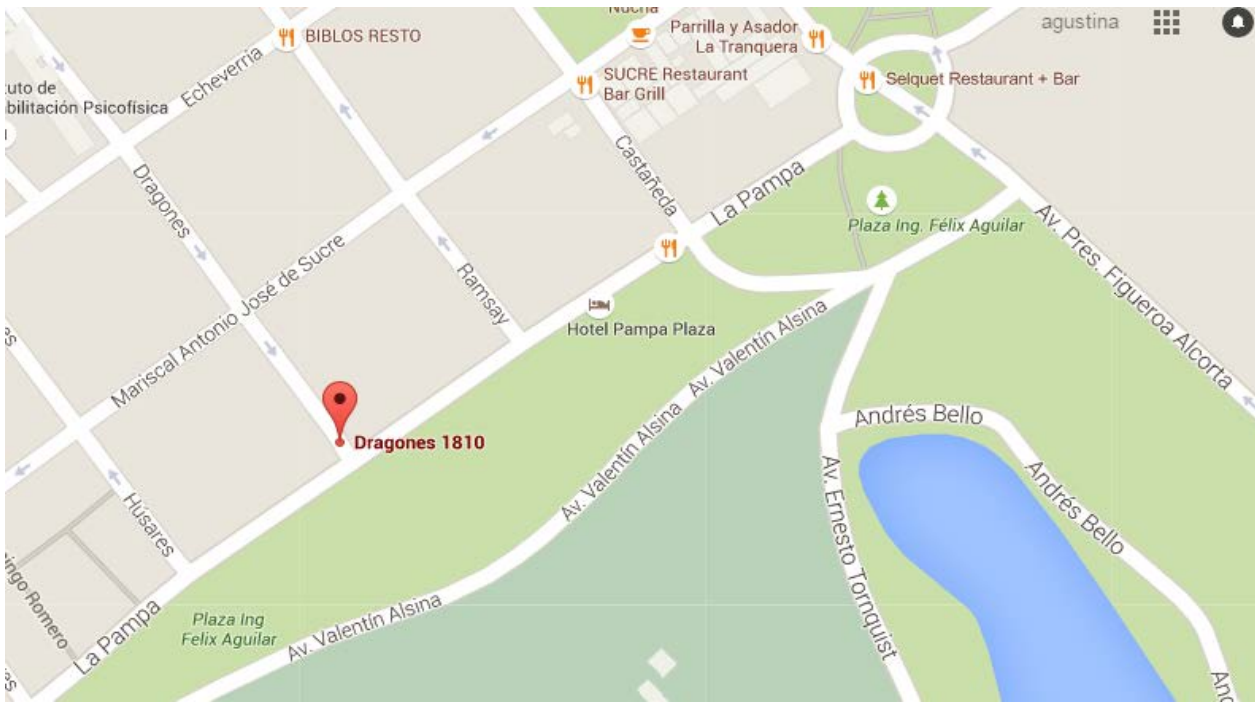 Nucha
agustina
Parrilla y Asador
La Tranquera
BIBLOS RESTO
Echeverría
SUCRE Restaurant
Bar Grill
Selquet Restaurant + Bar
bilitación Psicofísica
Castañeda
La Pampa
Dragones
Plaza Ing. Félix Aguilar
Av. Pres. Figueroa Alcorta
Mariscal Antonio José de Sucre
Ramsay
Hotel Pampa Plaza
Av. Valentín Alsina
Av. Valentín Alsina
Andrés Bello
Dragones 1810
Andrés Bello
Av. Ernesto Tornquist
Húsares
Romero
La Pampa
Plaza Ing
Felix Aguilar
Av. Valentín Alsina